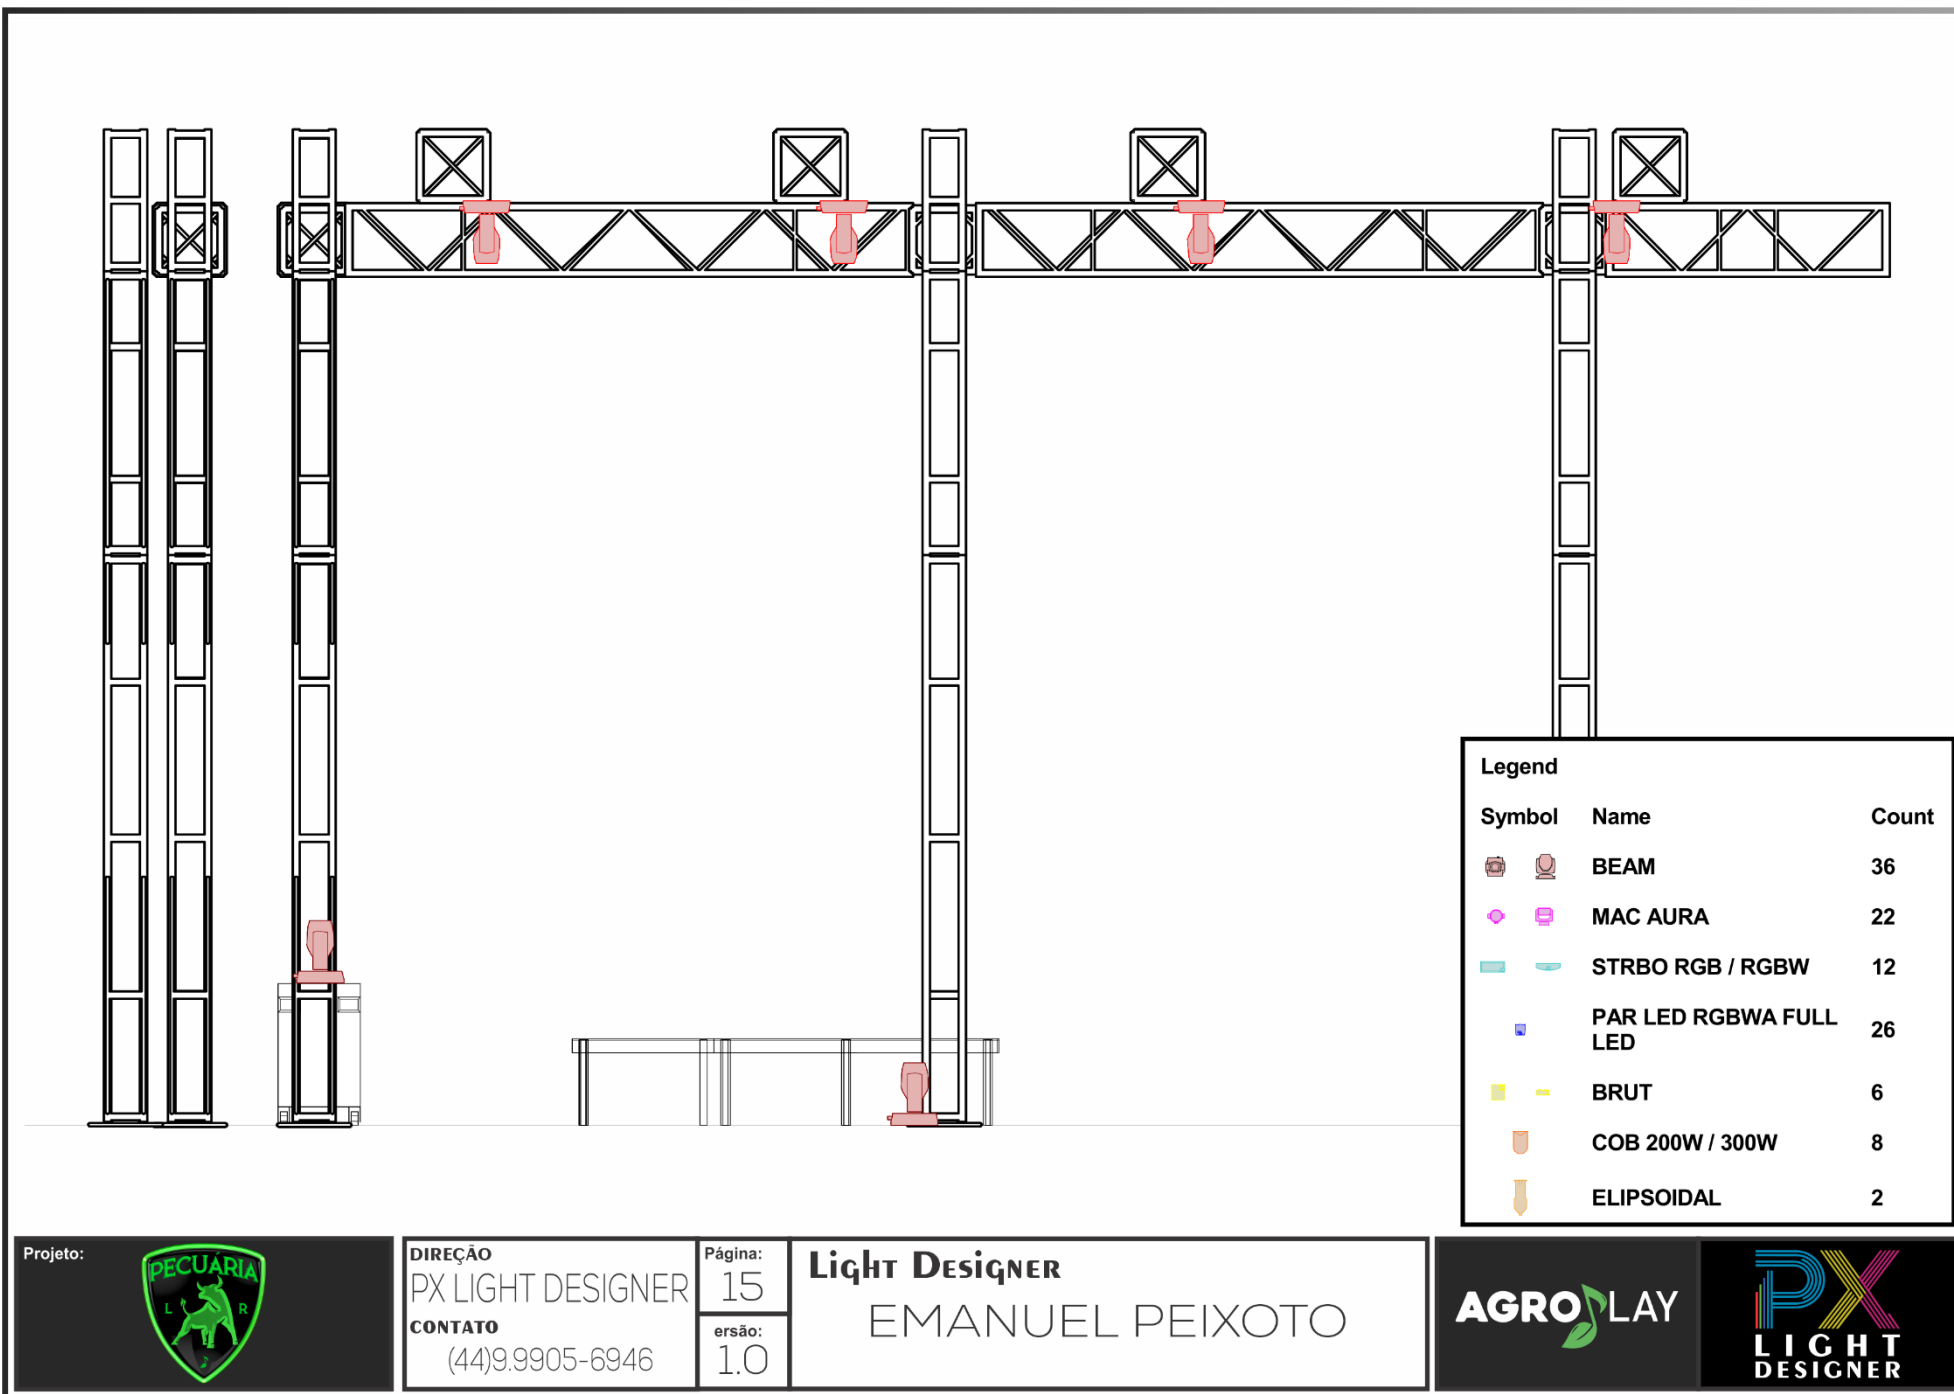 Legend
Symbol Name Count
BEAM 36
MAC AURA 22
STRBO RGB / RGBW 12
PAR LED RGBWA FULL
LED 26
BRUT 6
COB 200W / 300W 8
ELIPSOIDAL 2
Projeto:
PECUÁRIA
L R
DIREÇÃO
PX LIGHT DESIGNER
CONTATO
(44)9.9905-6946
Página:
15
ersão:
1.0
Light Designer
EMANUEL PEIXOTO
AGROPLAY
PX
LIGHT
DESIGNER